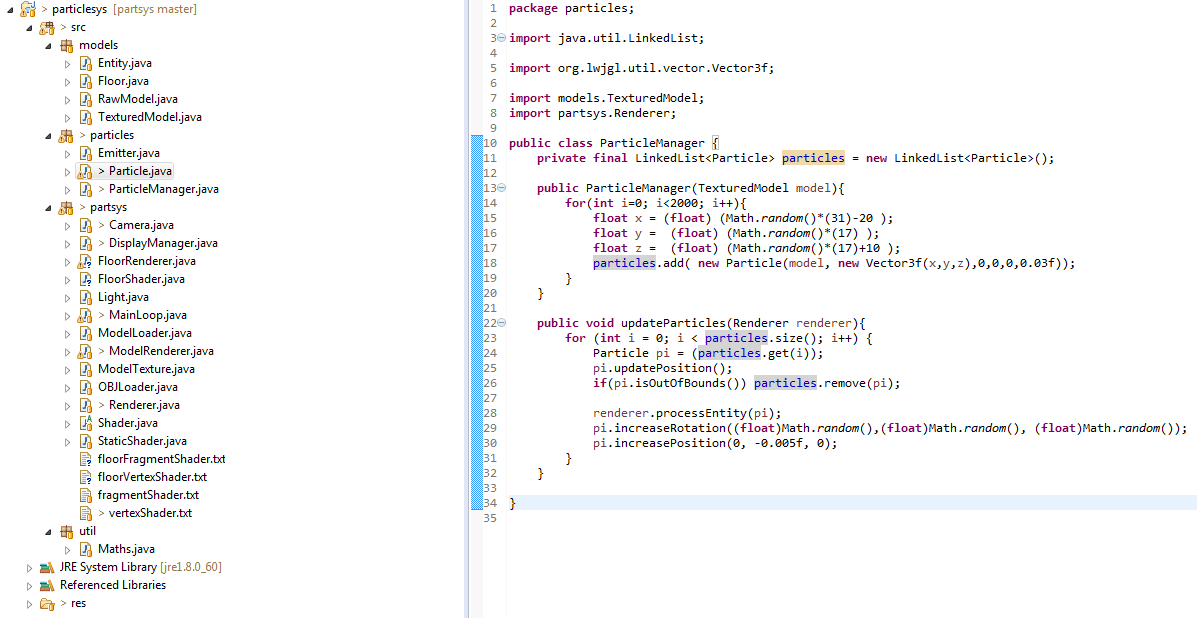 > particlesys [partsys master]
> src
models
Entity.java
Floor.java
RawModel.java
TexturedModel.java
> particles
Emitter.java
> Particle.java
> ParticleManager.java
> partsys
> Camera.java
> DisplayManager.java
FloorRenderer.java
FloorShader.java
Light.java
> MainLoop.java
ModelLoader.java
> ModelRenderer.java
ModelTexture.java
OBJLoader.java
> Renderer.java
Shader.java
StaticShader.java
floorFragmentShader.txt
floorVertexShader.txt
fragmentShader.txt
> vertexShader.txt
util
Maths.java
JRE System Library [jre1.8.0_60]
Referenced Libraries
> res
1 package particles;
2
3 import java.util.LinkedList;
4
5 import org.lwjgl.util.vector.Vector3f;
6
7 import models.TexturedModel;
8 import partsys.Renderer;
9
10 public class ParticleManager {
11     private final LinkedList<Particle> particles = new LinkedList<Particle>();
12
13     public ParticleManager(TexturedModel model){
14         for(int i=0; i<2000; i++){
15             float x = (float) (Math.random()*(31)-20 );
16             float y =  (float) (Math.random()*(17) );
17             float z =  (float) (Math.random()*(17)+10 );
18             particles.add( new Particle(model, new Vector3f(x,y,z),0,0,0,0.03f));
19         }
20     }
21
22     public void updateParticles(Renderer renderer){
23         for (int i = 0; i < particles.size(); i++) {
24             Particle pi = (particles.get(i));
25             pi.updatePosition();
26             if(pi.isOutOfBounds()) particles.remove(pi);
27
28             renderer.processEntity(pi);
29             pi.increaseRotation((float)Math.random(),(float)Math.random(), (float)Math.random());
30             pi.increasePosition(0, -0.005f, 0);
31         }
32     }
33
34 }
35